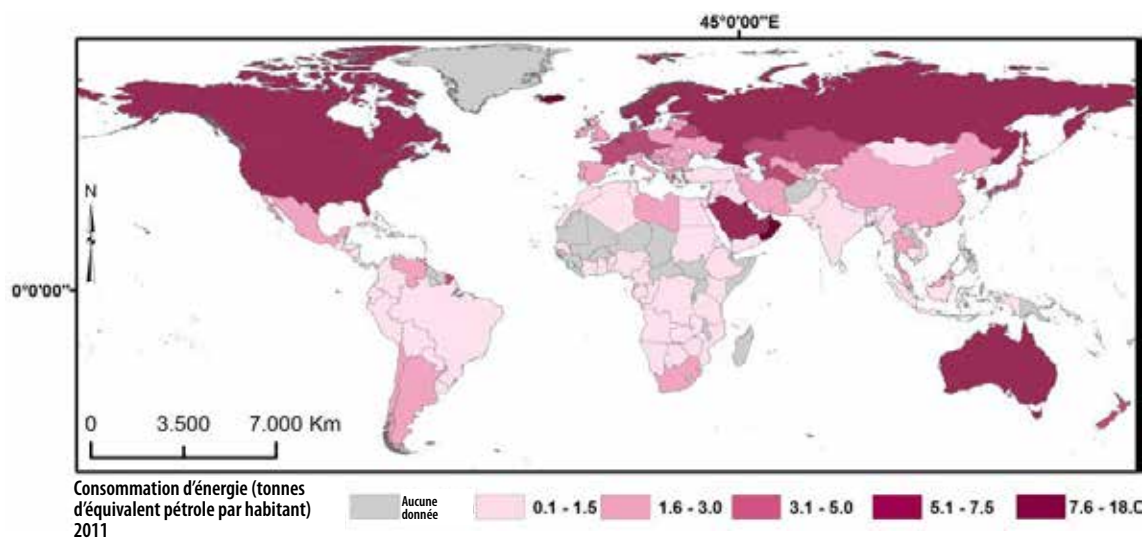 45°0'0"E
N
0°0'00"
0 3.500 7.000 Km
Consommation d'énergie (tonnes
d'équivalent pétrole par habitant)
2011
Aucune
donnée
0.1 - 1.5
1.6 - 3.0
3.1 - 5.0
5.1 - 7.5
7.6 - 18.0